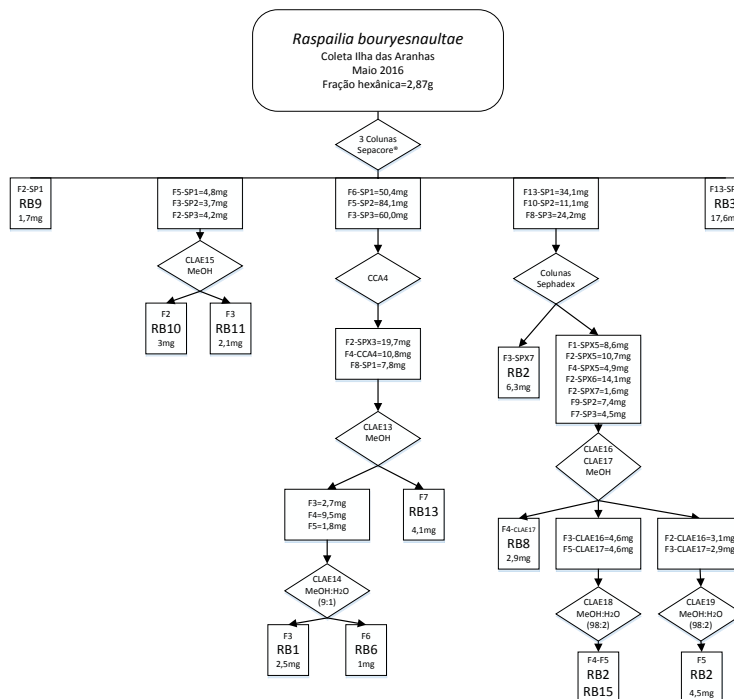 Raspailia bouryesnaultae
Coleta Ilha das Aranhas
Maio 2016
Fração hexânica=2,87g
3 Colunas
Sepacore®
F2-SP1
RB9
1,7mg
F5-SP1=4,8mg
F3-SP2=3,7mg
F2-SP3=4,2mg
F6-SP1=50,4mg
F5-SP2=84,1mg
F3-SP3=60,0mg
F13-SP1=34,1mg
F10-SP2=11,1mg
F8-SP3=24,2mg
F13-SP
RB3
17,6m
CLAE15
MeOH
CCA4
Colunas
Sephadex
F2
RB10
3mg
F3
RB11
2,1mg
F2-SPX3=19,7mg
F4-CCA4=10,8mg
F8-SP1=7,8mg
F3-SPX7
RB2
6,3mg
F1-SPX5=8,6mg
F2-SPX5=10,7mg
F4-SPX5=4,9mg
F2-SPX6=14,1mg
F2-SPX7=1,6mg
F9-SP2=7,4mg
F7-SP3=4,5mg
CLAE13
MeOH
CLAE16
CLAE17
MeOH
F3=2,7mg
F4=9,5mg
F5=1,8mg
F7
RB13
4,1mg
F4-CLAE17
RB8
2,9mg
F3-CLAE16=4,6mg
F5-CLAE17=4,6mg
F2-CLAE16=3,1mg
F3-CLAE17=2,9mg
CLAE14
MeOH:H2O
(9:1)
CLAE18
MeOH:H2O
(98:2)
CLAE19
MeOH:H2O
(98:2)
F3
RB1
2,5mg
F6
RB6
1mg
F4-F5
RB2
RB15
F5
RB2
4,5mg